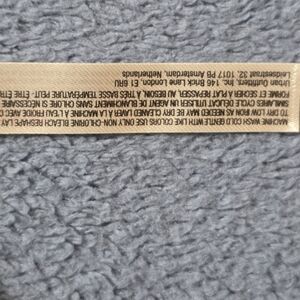 MACHINE WASH COLD GENTLE WITH LIKE COLORS USE ONLY NON-CHLORINE BLEACH RESHAPE LAY
TO DRY LOW IRON AS NEEDED MAY BE DRY CLEANED LAVER A LA MACHINE A L'EAU FROIDE AVEC
SIMILAIRES CYCLE DELICAT UTILISER UN AGENT DE BLANCHIMENT SANS CHLORE SI NECESSAIRE
FORME ET SECHER A PLAT REPASSER, AU BESOIN, A TRES BASSE TEMPERATURE PEUT-ETRE
Urban Outfitters, Inc. 146 Brick Lane London, E1 6RU
Leidsestraat 32, 1017 PB Amsterdam, Netherlands